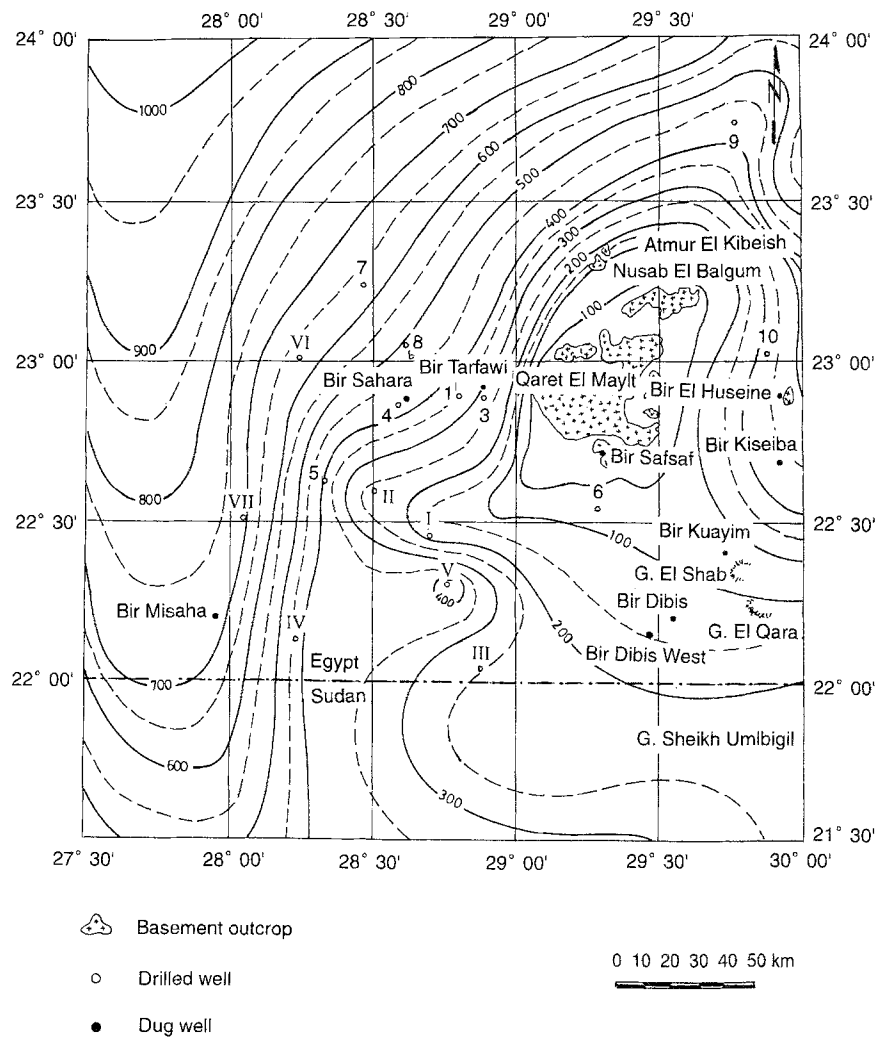 28° 00' 28° 30' 29° 00' 29° 30'
24° 00' 24° 00'
800
1000
700
600
9
500
23° 30' 23° 30'
400
300
Atmur El Kibeish
200
Nusab El Balgum
7
100
VI 8 10
900
23° 00' 23° 00'
Bir Tarfawi
Bir Sahara Qaret El Maylt
1 Bir El Huseine
4 3
Bir Kiseiba
Bir Safsaf
5
800 VII II 6
I
22° 30' 22° 30'
Bir Kuayim
100
V G. El Shab
400
Bir Dibis
Bir Misaha
IV 200 G. El Qara
III Bir Dibis West
Egypt
700
22° 00' 22° 00'
Sudan
G. Sheikh Umlbigil
600
300
21° 30'
27° 30' 28° 00' 28° 30' 29° 00' 29° 30' 30° 00'
Basement outcrop
0 10 20 30 40 50 km
Drilled well
Dug well